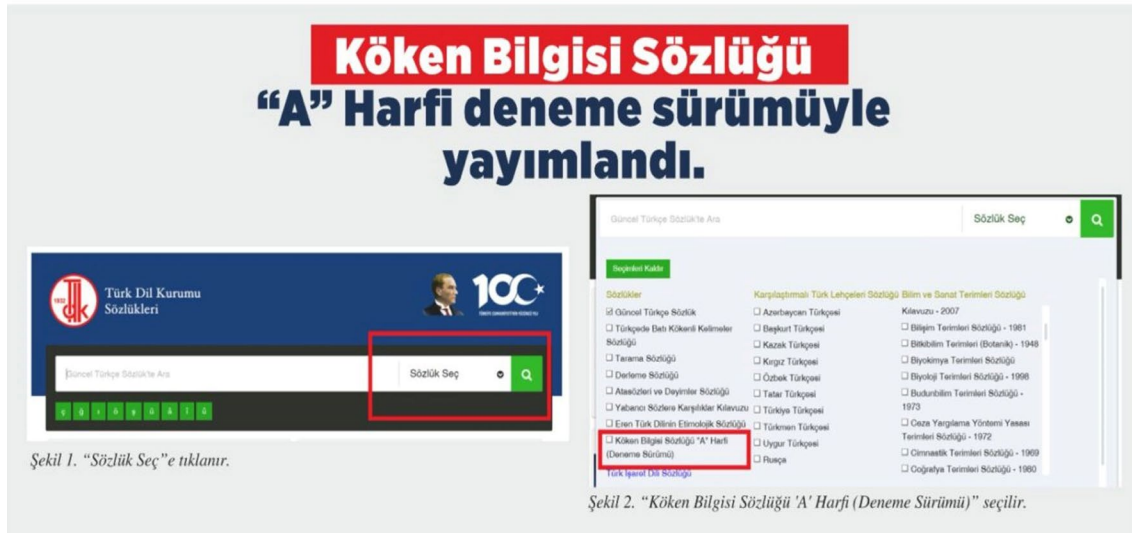 Köken Bilgisi Sözlüğü
“A” Harfi deneme sürümüyle
yayımlandı.
1932
tdk
Türk Dil Kurumu
Sözlükleri
100
Güncel Türkçe Sözlük'te Ara
Sözlük Seç
ç ğ ı ö ş ü â î û
Şekil 1. “Sözlük Seç”e tıklanır.
Güncel Türkçe Sözlük'te Ara
Sözlük Seç
Seçimleri Kaldır
Sözlükler
Güncel Türkçe Sözlük
Türkçede Batı Kökenli Kelimeler
Sözlüğü
Tarama Sözlüğü
Derleme Sözlüğü
Atasözleri ve Deyimler Sözlüğü
Yabancı Sözlere Karşılıklar Kılavuzu
Eren Türk Dilinin Etimolojik Sözlüğü
Köken Bilgisi Sözlüğü "A" Harfi
(Deneme Sürümü)
Türk İşaret Dili Sözlüğü
Karşılaştırmalı Türk Lehçeleri Sözlüğü
Azerbaycan Türkçesi
Başkurt Türkçesi
Kazak Türkçesi
Kırgız Türkçesi
Özbek Türkçesi
Tatar Türkçesi
Türkiye Türkçesi
Türkmen Türkçesi
Uygur Türkçesi
Rusça
Bilim ve Sanat Terimleri Sözlüğü
Kılavuzu - 2007
Bilişim Terimleri Sözlüğü - 1981
Bitkibilim Terimleri (Botanik) - 1948
Biyokimya Terimleri Sözlüğü
Biyoloji Terimleri Sözlüğü - 1998
Budunbilim Terimleri Sözlüğü -
1973
Ceza Yargılama Yöntemi Yasası
Terimleri Sözlüğü - 1972
Cimnastik Terimleri Sözlüğü - 1969
Coğrafya Terimleri Sözlüğü - 1980
Şekil 2. “Köken Bilgisi Sözlüğü 'A' Harfi (Deneme Sürümü)” seçilir.